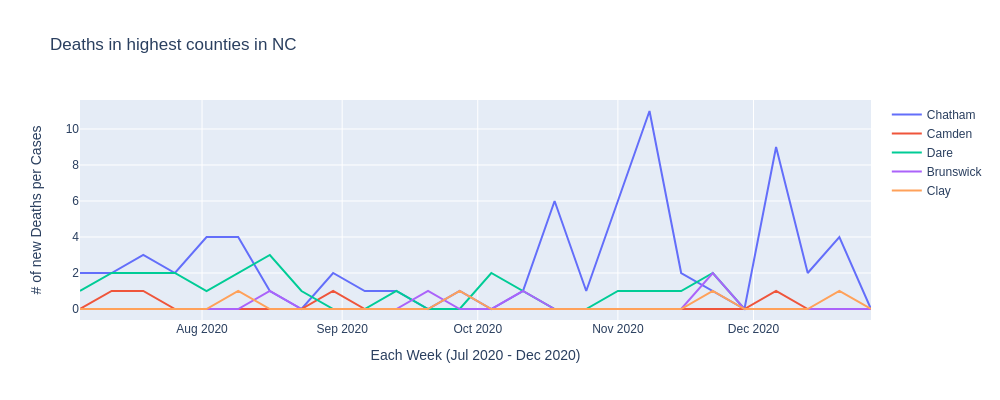 Deaths in highest counties in NC
# of new Deaths per Cases
10
8
6
4
2
0
Aug 2020
Sep 2020
Oct 2020
Nov 2020
Dec 2020
Each Week (Jul 2020 - Dec 2020)
Chatham
Camden
Dare
Brunswick
Clay